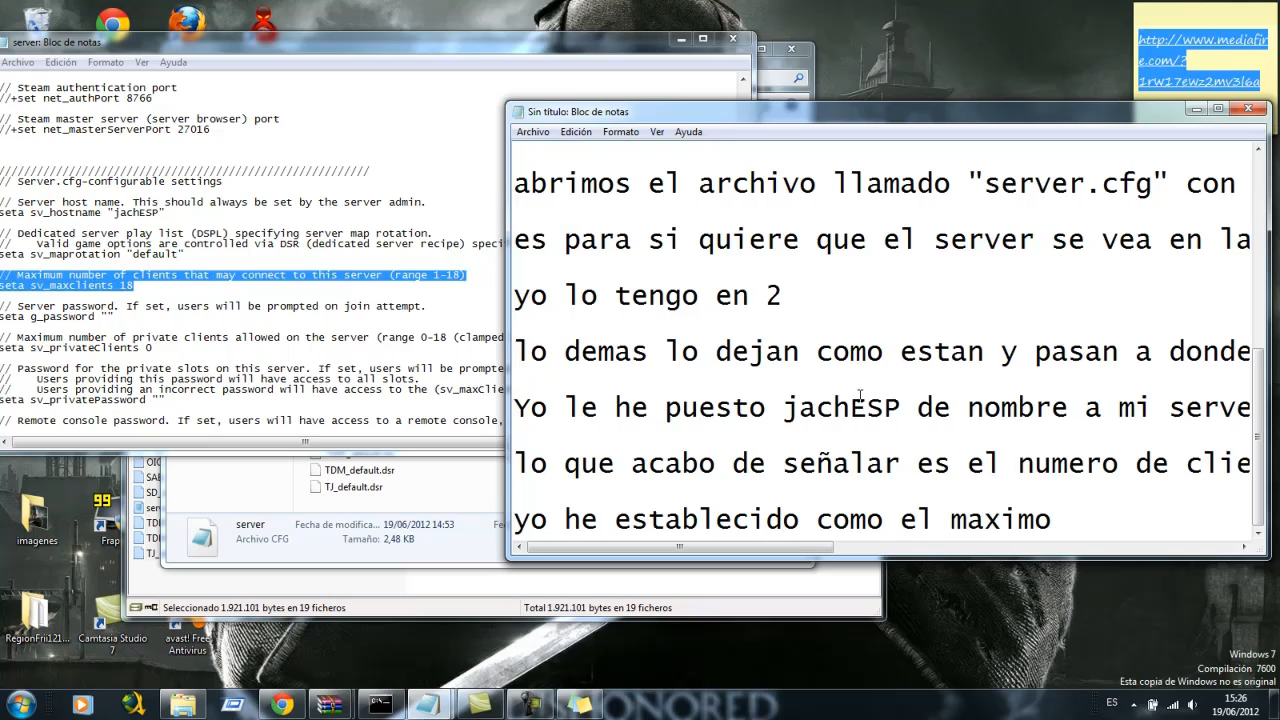 server: Bloc de notas
Archivo Edición Formato Ver Ayuda
// Steam authentication port
//+set net_authPort 8766
// Steam master server (server browser) port
//+set net_masterServerPort 27016
////////////////////////////////////////////////////////////
// Server.cfg-configurable settings
// Server host name. This should always be set by the server admin.
seta sv_hostname "jachESP"
// Dedicated server play list (DSPL) specifying server map rotation.
// Valid game options are controlled via DSR (dedicated server recipe) speci
seta sv_maprotation "default"
// Maximum number of clients that may connect to this server (range 1-18)
seta sv_maxclients 18
// Server password. If set, users will be prompted on join attempt.
seta g_password ""
// Maximum number of private clients allowed on the server (range 0-18 (clamped
seta sv_privateClients 0
// Password for the private slots on this server. If set, users will be prompte
// Users providing this password will have access to all slots.
// Users providing an incorrect password will have access to the (sv_maxClie
seta sv_privatePassword ""
// Remote console password. If set, users will have access to a remote console,
http://www.mediafir
e.com/?
1rw17ewz2mv3l6a
Sin título: Bloc de notas
Archivo Edición Formato Ver Ayuda
abrimos el archivo llamado "server.cfg" con
es para si quiere que el server se vea en la
yo lo tengo en 2
lo demas lo dejan como estan y pasan a donde
Yo le he puesto jachESP de nombre a mi serve
lo que acabo de señalar es el numero de clie
yo he establecido como el maximo
TDM_default.dsr
TJ_default.dsr
server
Archivo CFG
Fecha de modifica... 19/06/2012 14:53
Tamaño: 2,48 KB
Seleccionado 1.921.101 bytes en 19 ficheros
Total 1.921.101 bytes en 19 ficheros
imagenes
99
Frap
RegionFrii121...
Camtasia Studio 7
avast! Free Antivirus
Windows 7
Compilación 7600
Esta copia de Windows no es original
ES
15:26
19/06/2012